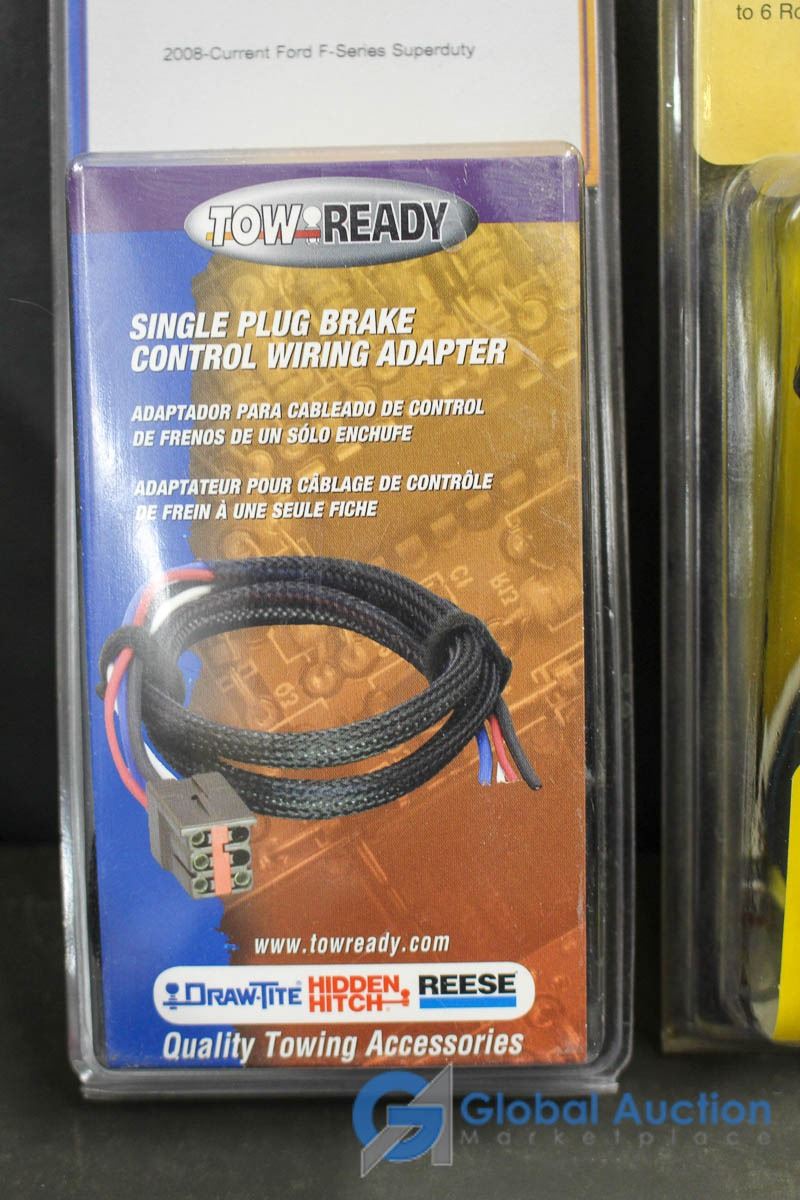 2008-Current Ford F-Series Superduty
to 6 Ro
TOW READY
SINGLE PLUG BRAKE
CONTROL WIRING ADAPTER
ADAPTADOR PARA CABLEADO DE CONTROL
DE FRENOS DE UN SÓLO ENCHUFE
ADAPTATEUR POUR CÂBLAGE DE CONTRÔLE
DE FREIN À UNE SEULE FICHE
C1
R13
www.towready.com
DRAW-TITE® HIDDEN HITCH® REESE
Quality Towing Accessories
Global Auction
Marketplace